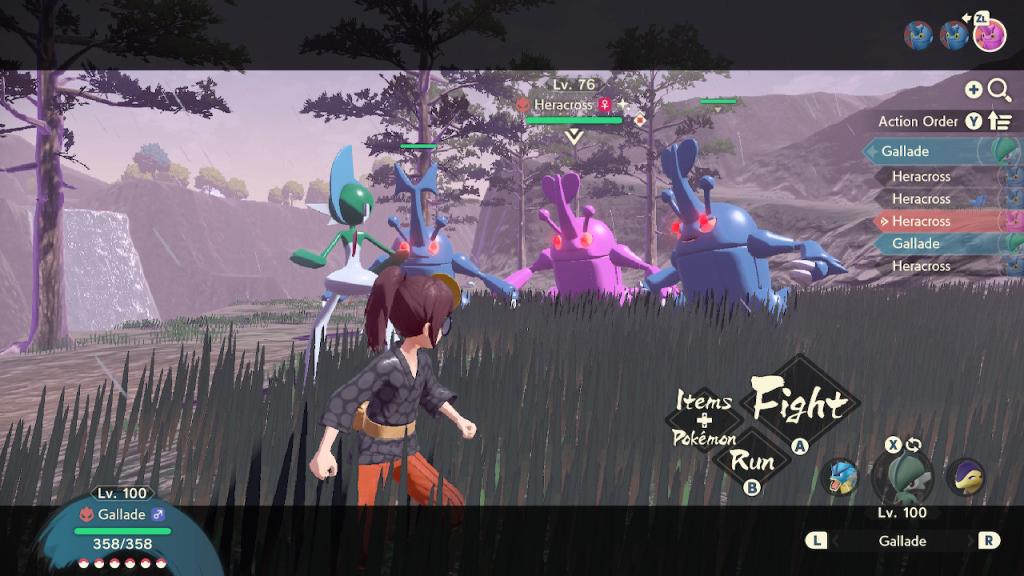 ZL
Lv. 76
Heracross ♀
+
Action Order Y
Gallade
Heracross
Heracross
Heracross
Gallade
Heracross
Items
+
Pokémon
Fight
A
Run
B
X
Lv. 100
Gallade ♂
358/358
Lv. 100
L Gallade R